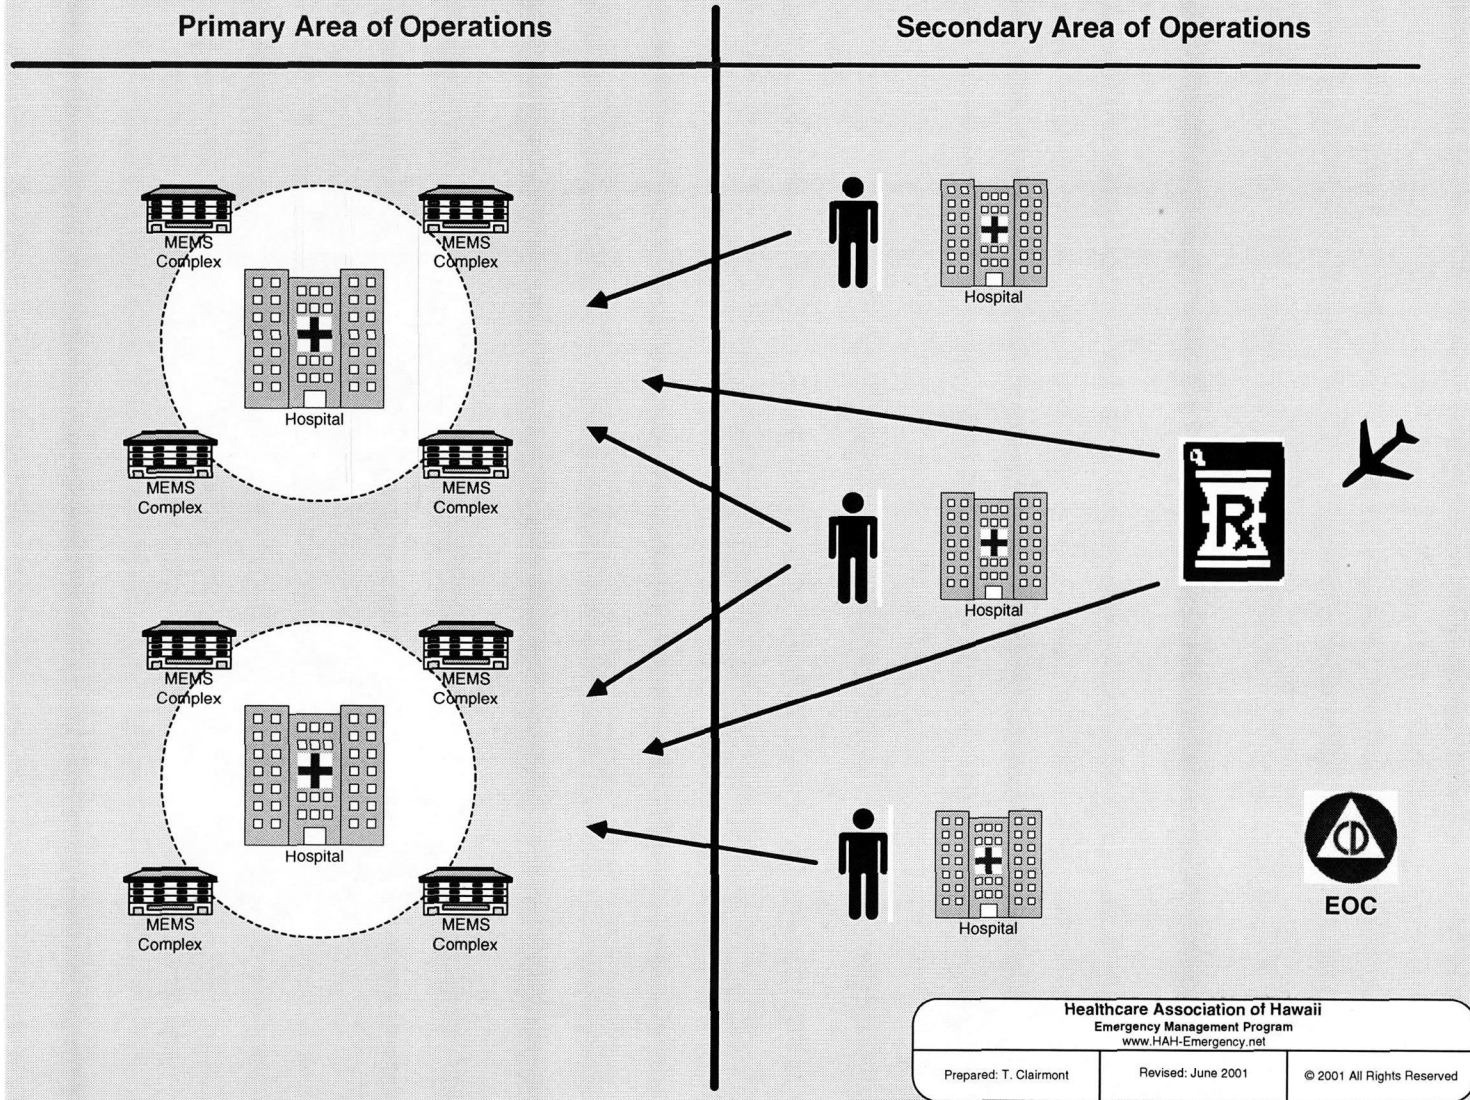 Primary Area of Operations
Secondary Area of Operations
MEMS
Complex
MEMS
Complex
Hospital
MEMS
Complex
MEMS
Complex
Hospital
Hospital
Rx
MEMS
Complex
MEMS
Complex
Hospital
MEMS
Complex
MEMS
Complex
Hospital
CD
EOC
Hospital
Healthcare Association of Hawaii
Emergency Management Program
www.HAH-Emergency.net
Prepared: T. Clairmont
Revised: June 2001
© 2001 All Rights Reserved